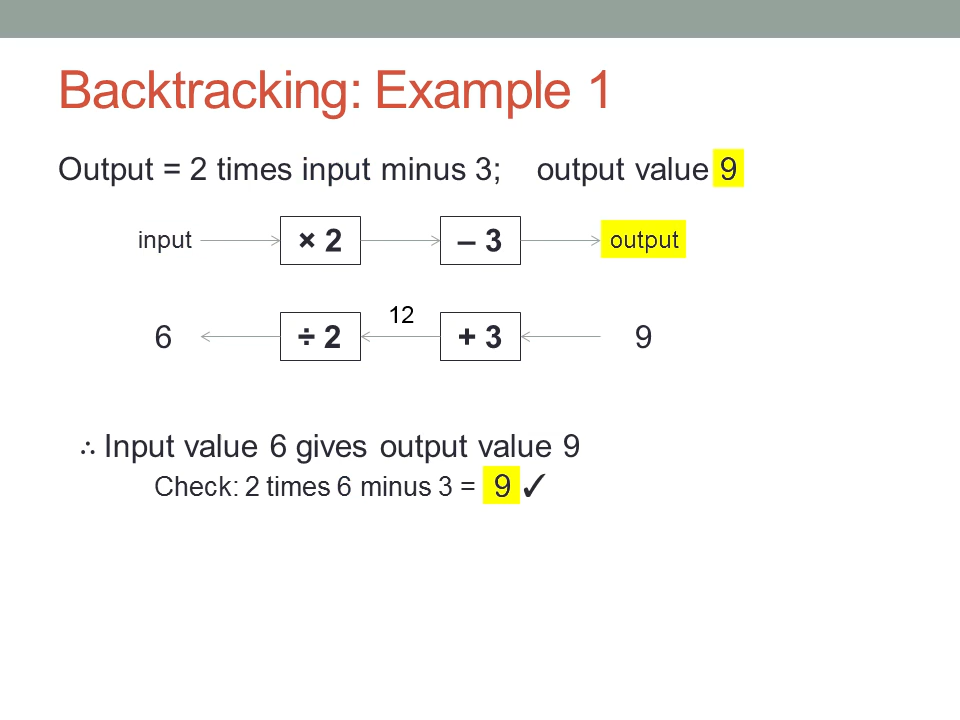 Backtracking: Example 1
Output = 2 times input minus 3; output value 9
input × 2 – 3 output
12
6 ÷ 2 + 3 9
∴ Input value 6 gives output value 9
Check: 2 times 6 minus 3 = 9 ✓